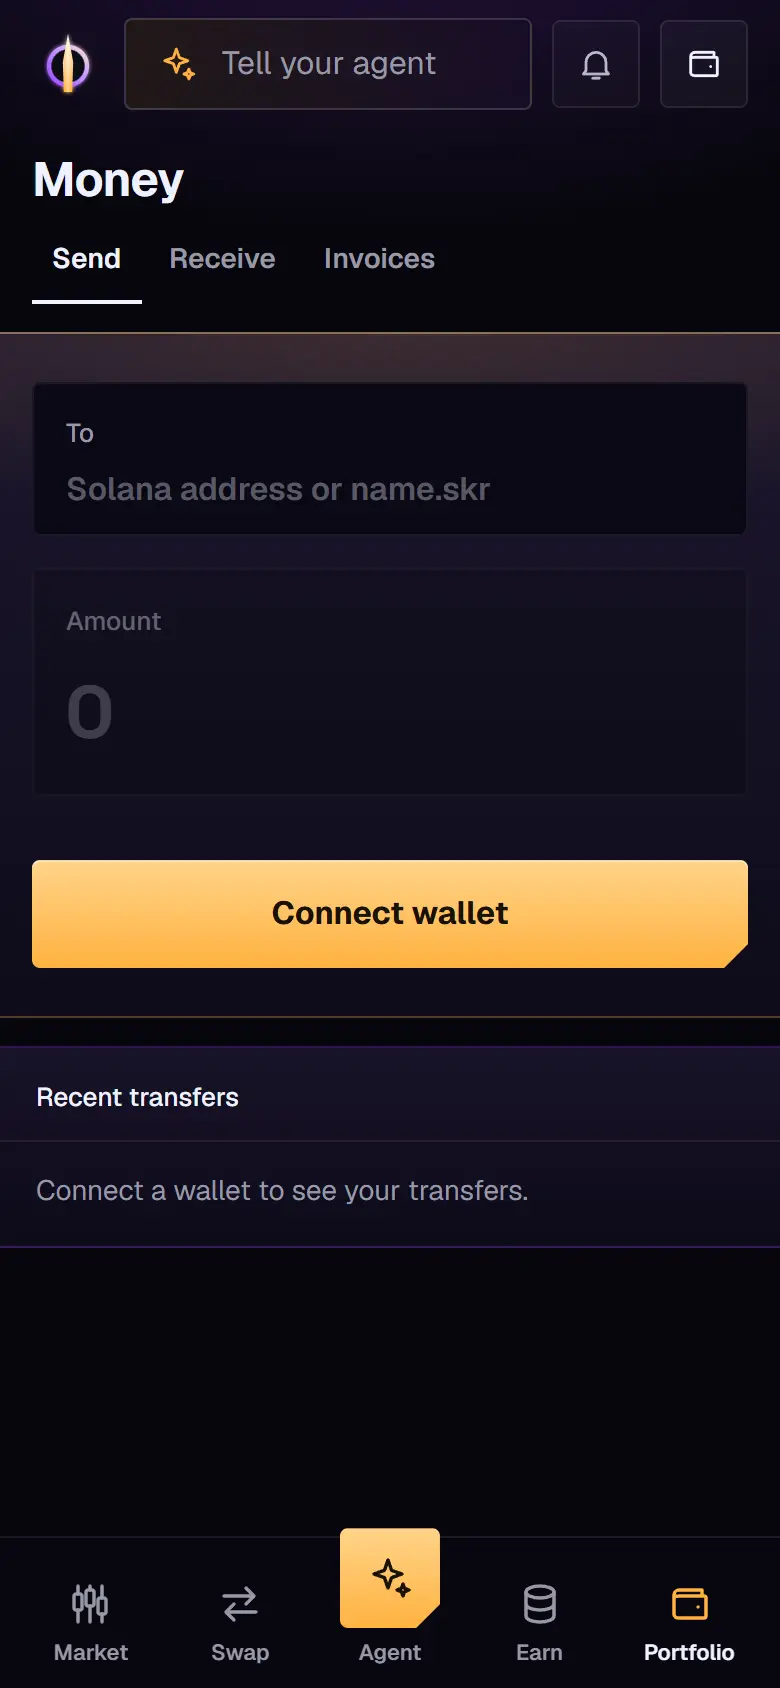 Tell your agent
Money
Send
Receive
Invoices
To
Solana address or name.skr
Amount
0
Connect wallet
Recent transfers
Connect a wallet to see your transfers.
Market
Swap
Agent
Earn
Portfolio